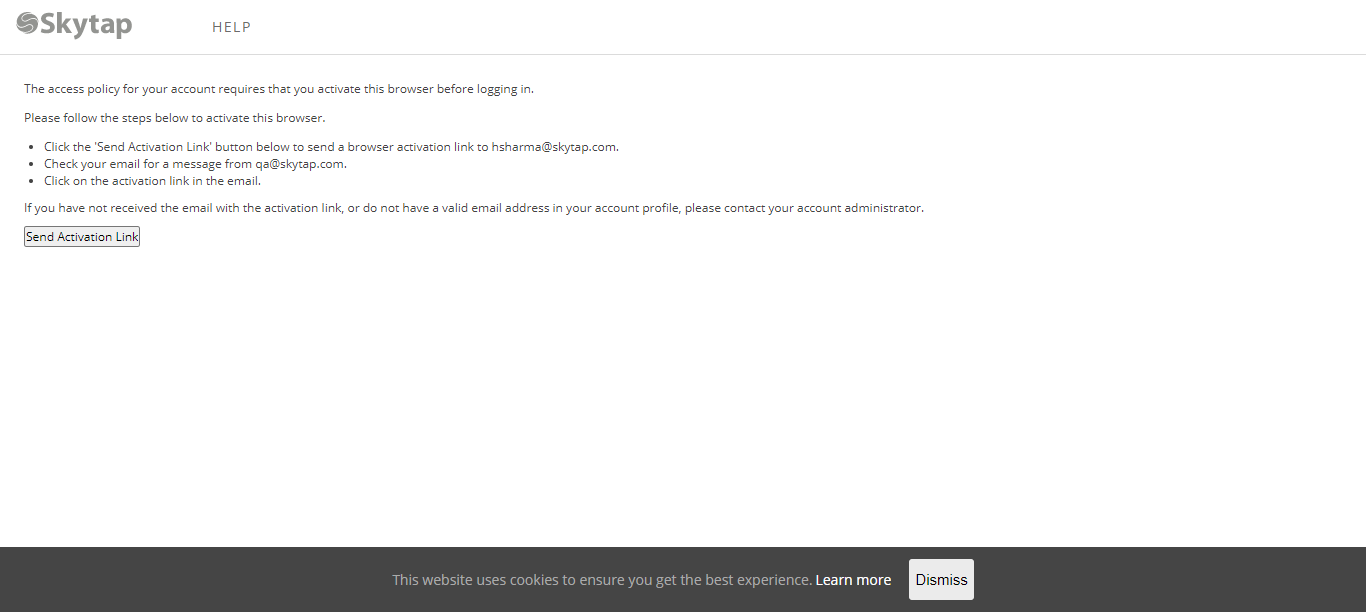 Skytap
HELP
The access policy for your account requires that you activate this browser before logging in.
Please follow the steps below to activate this browser.
• Click the 'Send Activation Link' button below to send a browser activation link to hsharma@skytap.com.
• Check your email for a message from qa@skytap.com.
• Click on the activation link in the email.
If you have not received the email with the activation link, or do not have a valid email address in your account profile, please contact your account administrator.
Send Activation Link
This website uses cookies to ensure you get the best experience. Learn more
Dismiss